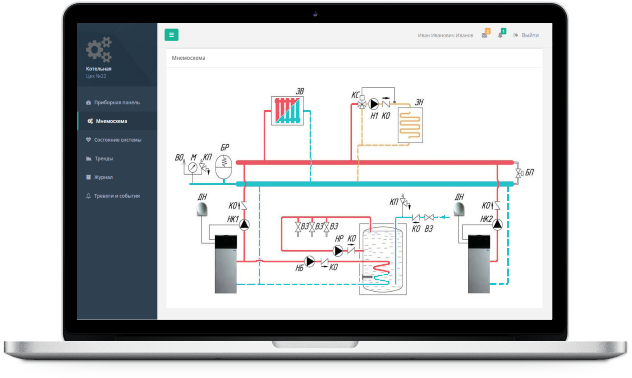 Иван Иванович Иванов
Выйти
Котельная
Цех №22
Мнемосхема
Приборная панель
Мнемосхема
Состояние системы
Тренды
Журнал
Тревоги и события
ЗВ
КС
Н1 КО
ЗН
БР
ВО М КП
БП
ДН
КО
НК1
ВЗ ВЗ ВЗ
НР КО
НБ КО
КП
КО ВЗ
ДН
КО
НК2